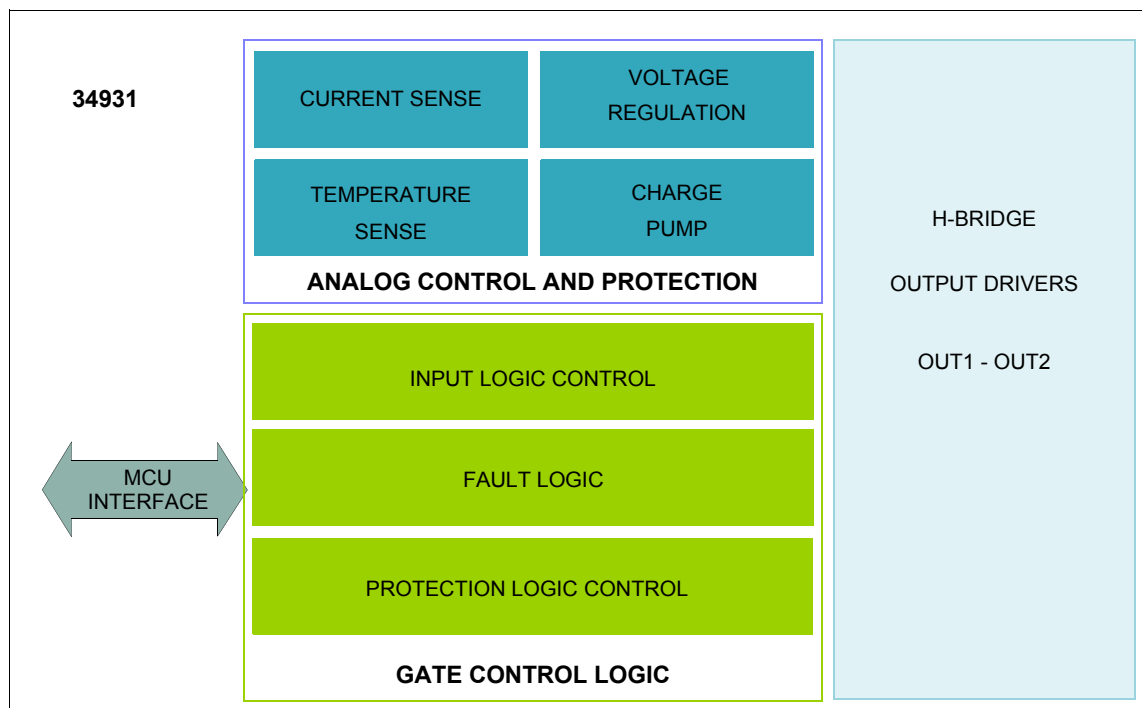 34931
CURRENT SENSE
VOLTAGE
REGULATION
TEMPERATURE
SENSE
CHARGE
PUMP
ANALOG CONTROL AND PROTECTION
INPUT LOGIC CONTROL
FAULT LOGIC
PROTECTION LOGIC CONTROL
GATE CONTROL LOGIC
MCU
INTERFACE
H-BRIDGE
OUTPUT DRIVERS
OUT1 - OUT2